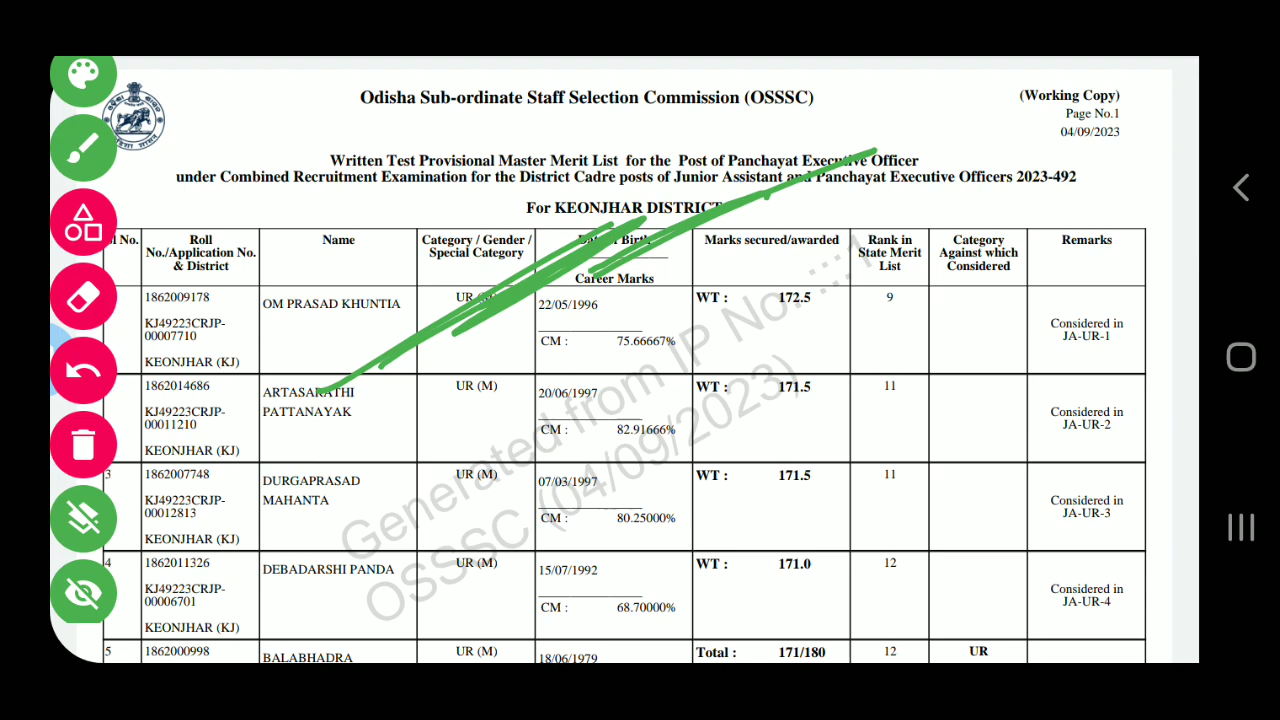 Odisha Sub-ordinate Staff Selection Commission (OSSSC)
(Working Copy)
Page No.1
04/09/2023
Written Test Provisional Master Merit List for the Post of Panchayat Executive Officer
under Combined Recruitment Examination for the District Cadre posts of Junior Assistant and Panchayat Executive Officers 2023-492
For KEONJHAR DISTRICT
No.
Roll
No./Application No.
& District
Name
Category / Gender /
Special Category
Date of Birth
Career Marks
Marks secured/awarded
Rank in
State Merit
List
Category
Against which
Considered
Remarks
1862009178
KJ49223CRJP-
00007710
KEONJHAR (KJ)
OM PRASAD KHUNTIA
UR (M)
22/05/1996
CM : 75.66667%
WT : 172.5
9
Considered in
JA-UR-1
1862014686
KJ49223CRJP-
00011210
KEONJHAR (KJ)
ARTASARATHI
PATTANAYAK
UR (M)
20/06/1997
CM : 82.91666%
WT : 171.5
11
Considered in
JA-UR-2
3
1862007748
KJ49223CRJP-
00012813
KEONJHAR (KJ)
DURGAPRASAD
MAHANTA
UR (M)
07/03/1997
CM : 80.25000%
WT : 171.5
11
Considered in
JA-UR-3
4
1862011326
KJ49223CRJP-
00006701
KEONJHAR (KJ)
DEBADARSHI PANDA
UR (M)
15/07/1992
CM : 68.70000%
WT : 171.0
12
Considered in
JA-UR-4
5
1862000998
BALABHADRA
UR (M)
18/06/1979
Total : 171/180
12
UR
Generated from IP No. :::1
OSSSC (04/09/2023)